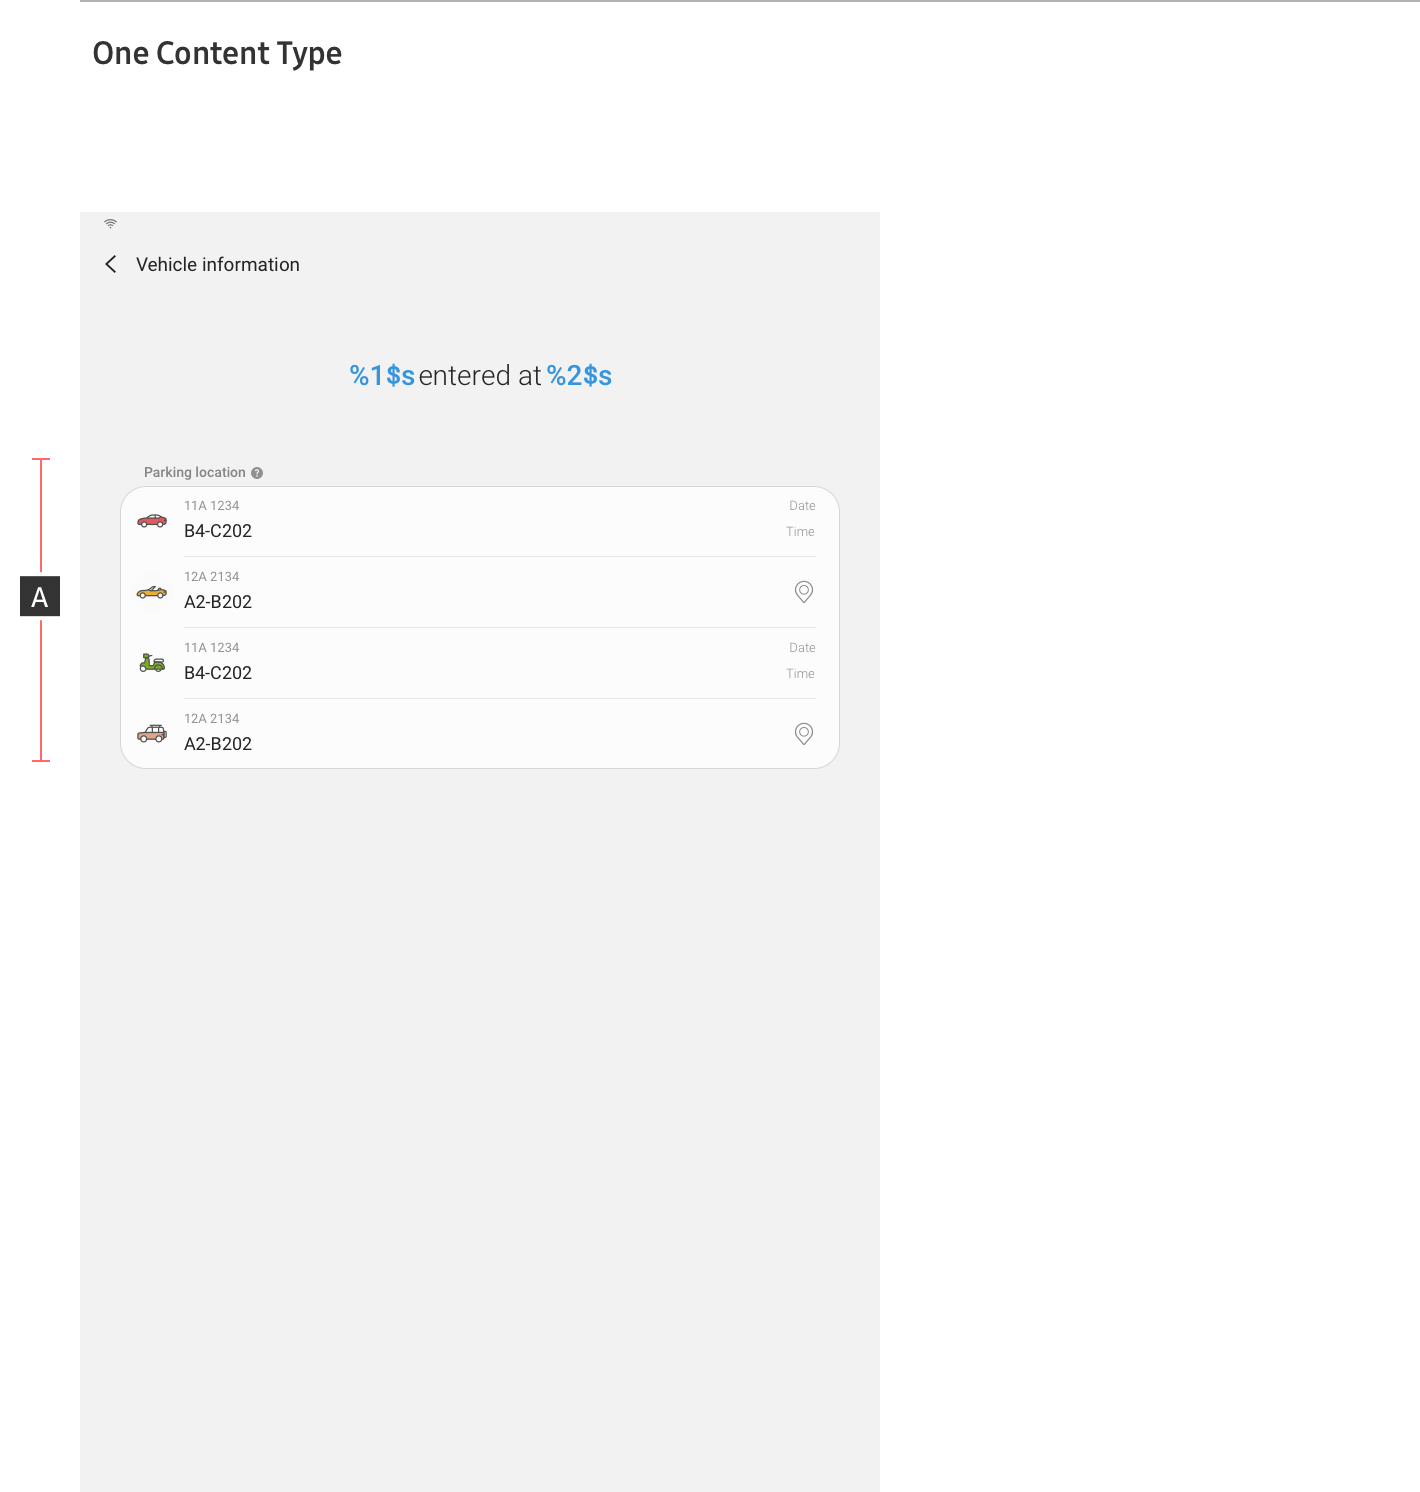 One Content Type
Vehicle information
%1$s entered at %2$s
Parking location ?
11A 1234
Date
B4-C202
Time
12A 2134
A2-B202
A
11A 1234
Date
B4-C202
Time
12A 2134
A2-B202